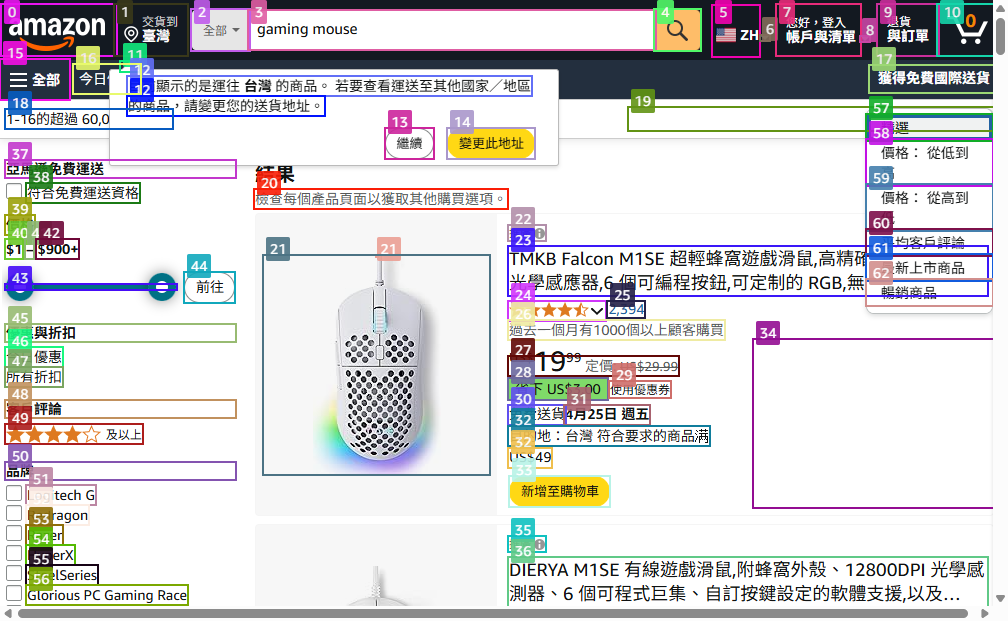 amazon
交貨到
臺灣
全部
gaming mouse
ZH
您好，登入
帳戶與清單
退貨
與訂單
0
全部
獲得免費國際送貨
顯示的是運往 台灣 的商品。 若要查看運送至其他國家／地區
的商品，請變更您的送貨地址。
繼續
變更此地址
1-16的超過 60,0
價格： 從低到
價格： 從高到
均客戶評論
新上市商品
暢銷商品
免費運送
符合免費運送資格
$1 – $900+
前往
與折扣
優惠
所有折扣
評論
及以上
品牌
Logitech G
SteelSeries
Glorious PC Gaming Race
結果
檢查每個產品頁面以獲取其他購買選項。
TMKB Falcon M1SE 超輕蜂窩遊戲滑鼠,高精確
光學感應器,6 個可編程按鈕,可定制的 RGB,無
2,394
過去一個月有1000個以上顧客購買
19⁹⁹ 定價: US$29.99
US$3.00 使用優惠券
送貨4月25日 週五
台灣 符合要求的商品满
US$49
新增至購物車
DIERYA M1SE 有線遊戲滑鼠,附蜂窩外殼、12800DPI 光學感
測器、6 個可程式巨集、自訂按鍵設定的軟體支援,以及...